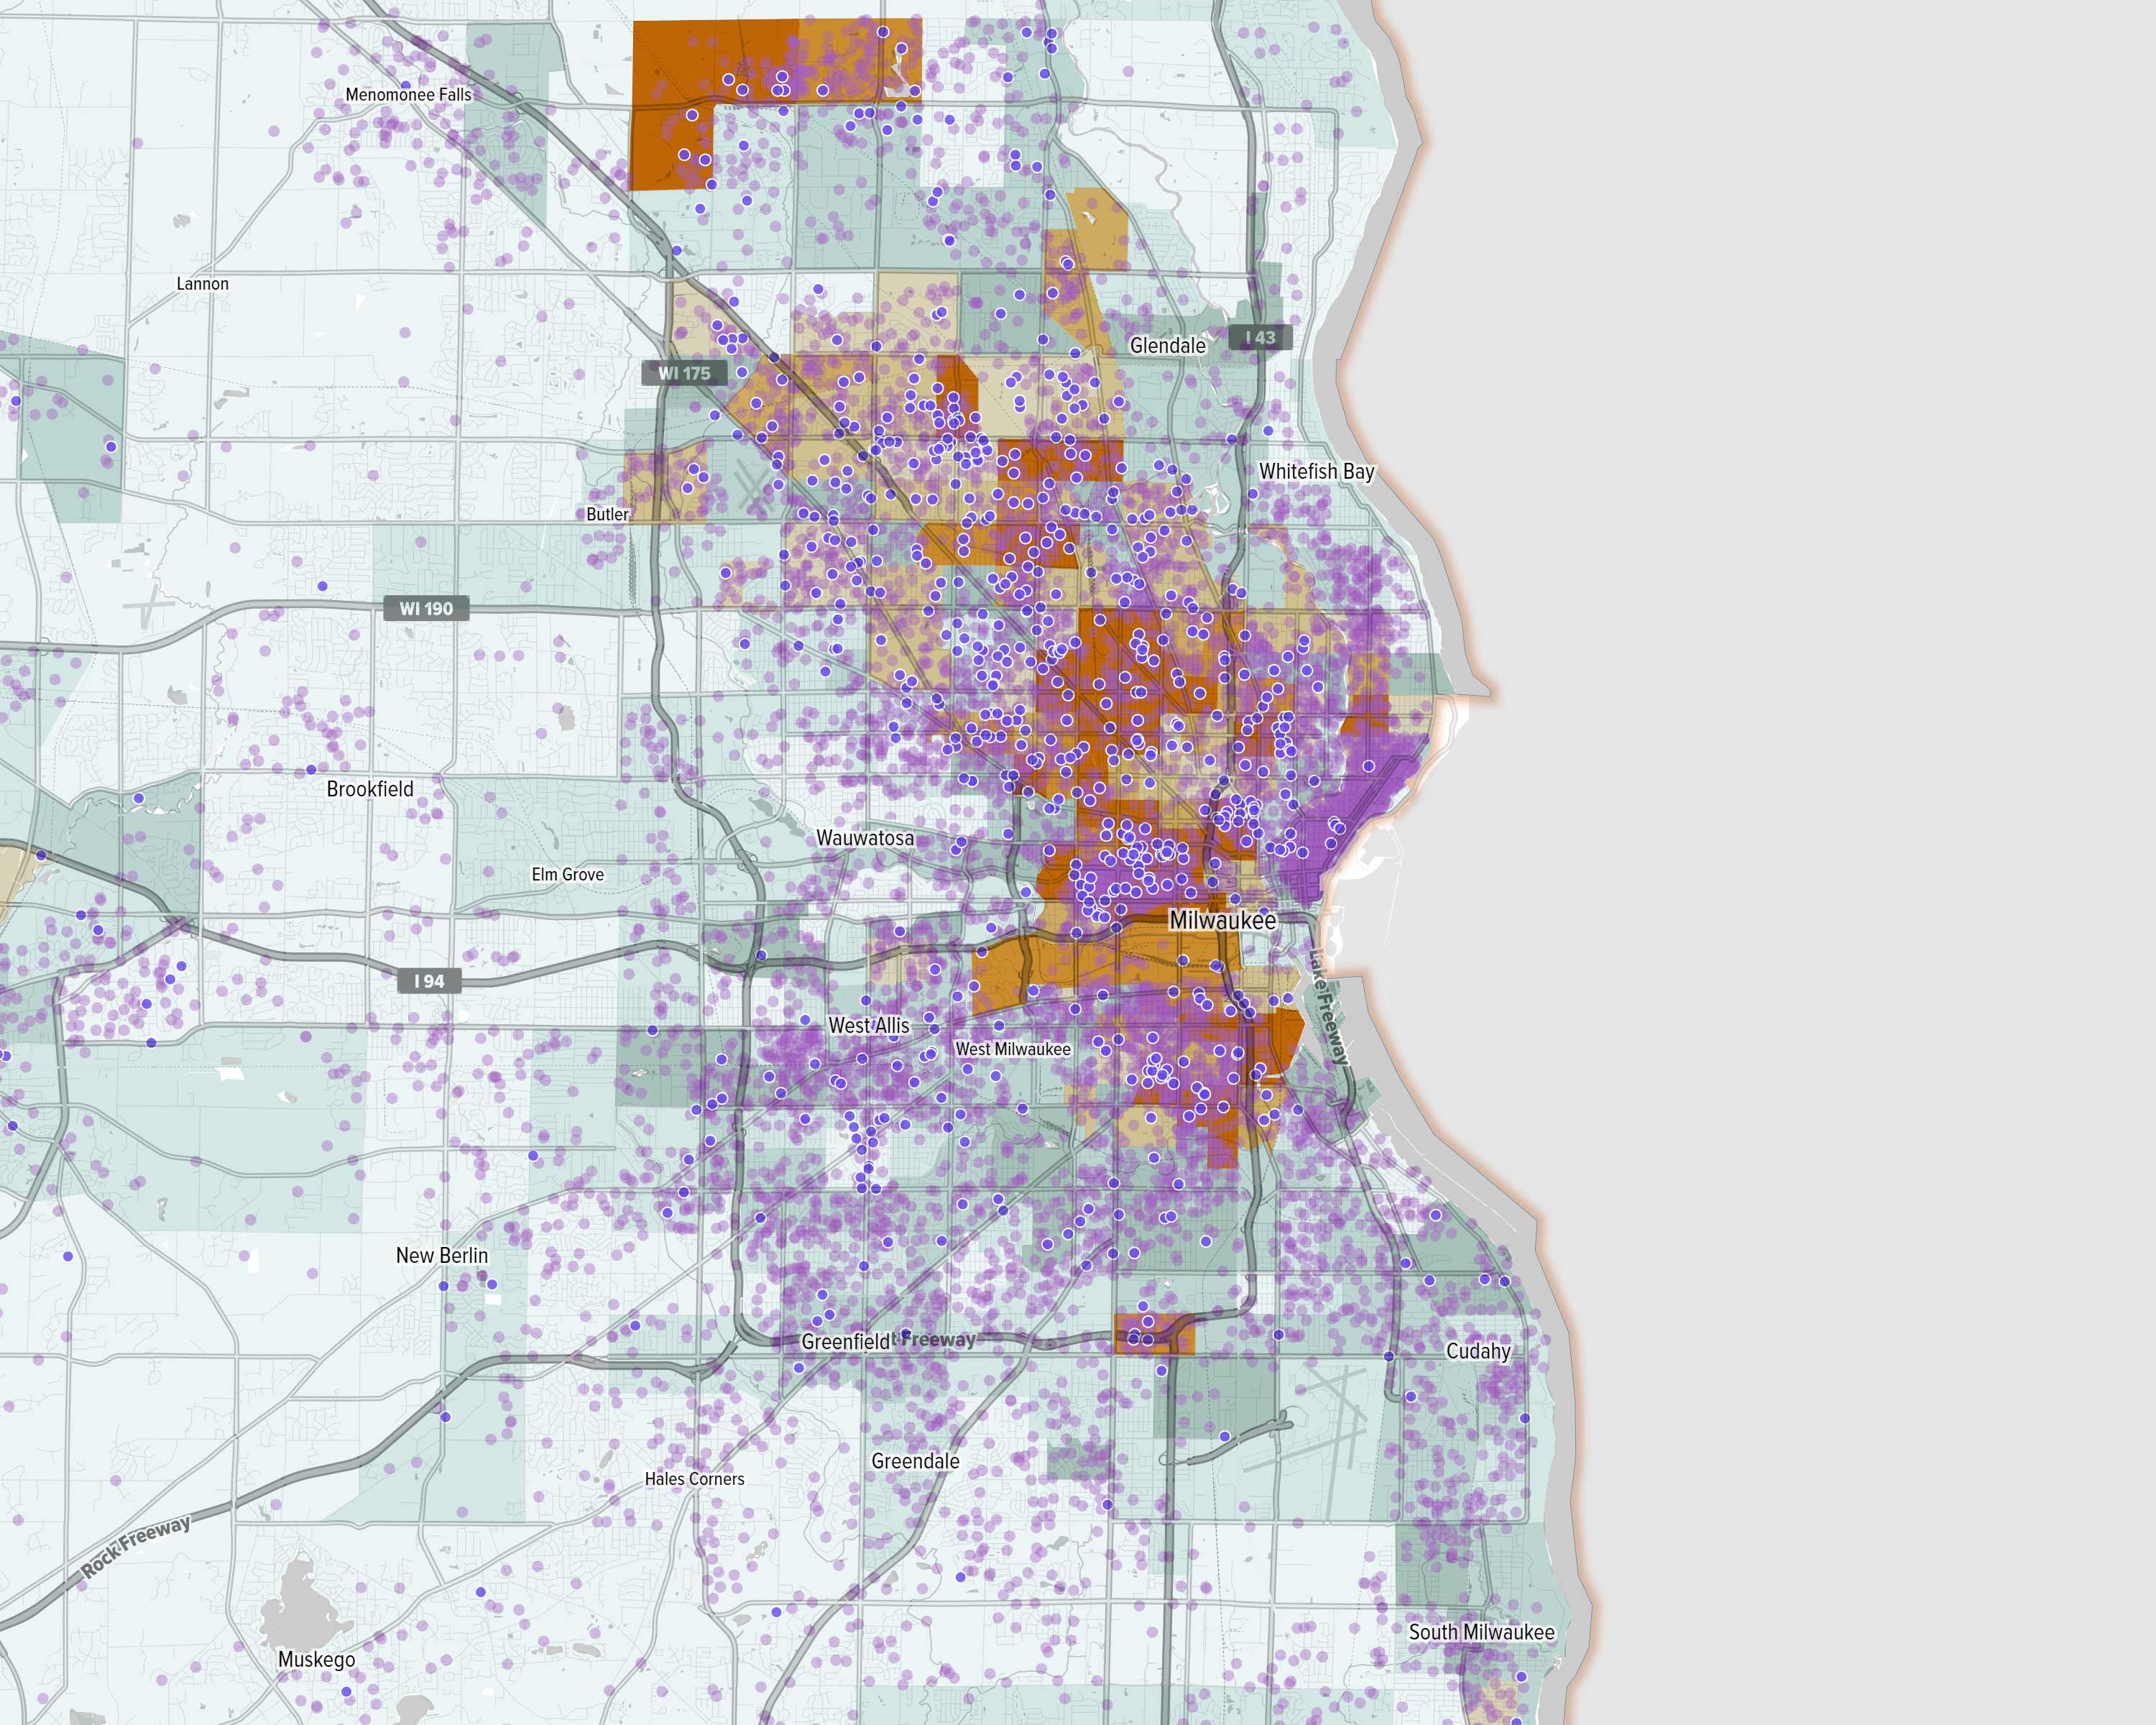 Menomonee Falls
Lannon
I 43
Glendale
WI 175
Whitefish Bay
Butler
WI 190
Brookfield
Wauwatosa
Elm Grove
Milwaukee
I 94
Lake Freeway
West Allis
West Milwaukee
New Berlin
Greenfield
t Freeway
Cudahy
Greendale
Hales Corners
Rock Freeway
South Milwaukee
Muskego